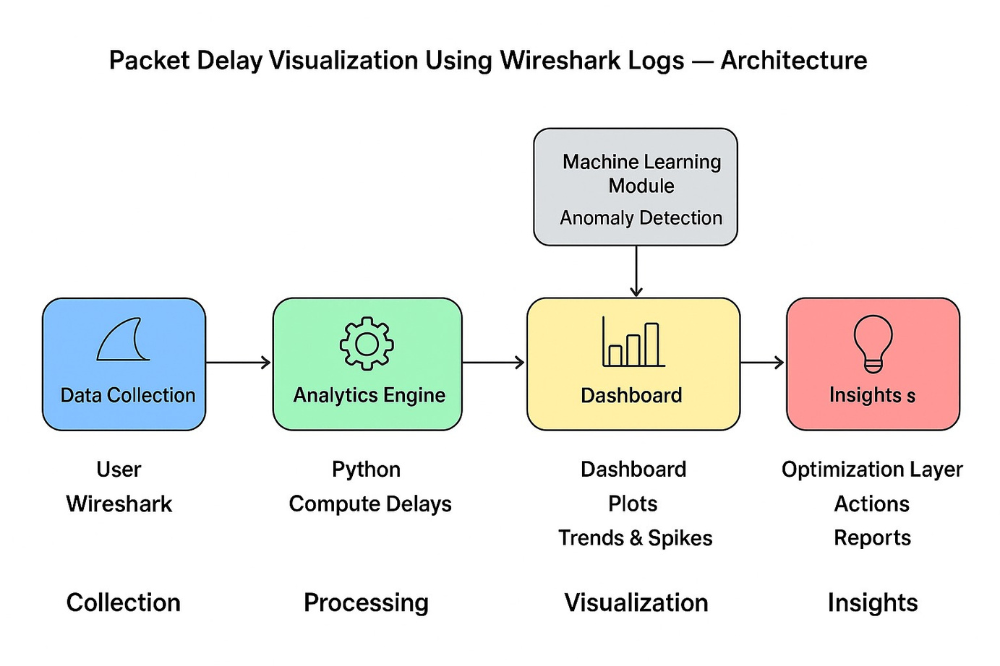 Packet Delay Visualization Using Wireshark Logs — Architecture
Machine Learning
Module
Anomaly Detection
Data Collection
Analytics Engine
Dashboard
Insights s
User
Wireshark
Python
Compute Delays
Dashboard
Plots
Trends & Spikes
Optimization Layer
Actions
Reports
Collection
Processing
Visualization
Insights